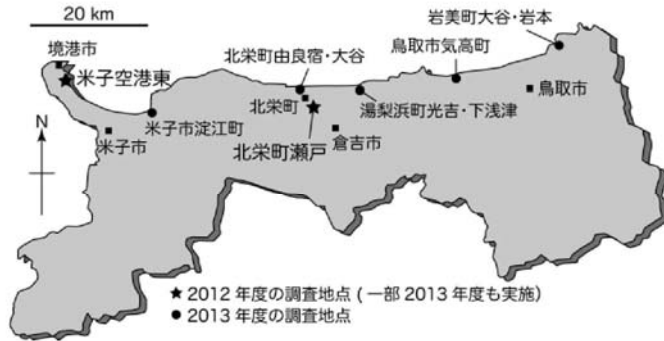 20 km
岩美町大谷・岩本
境港市
北栄町由良宿・大谷
鳥取市気高町
米子空港東
北栄町
鳥取市
湯梨浜町光吉・下浅津
N
米子市淀江町
米子市
倉吉市
北栄町瀬戸
★ 2012 年度の調査地点 ( 一部 2013 年度も実施)
● 2013 年度の調査地点